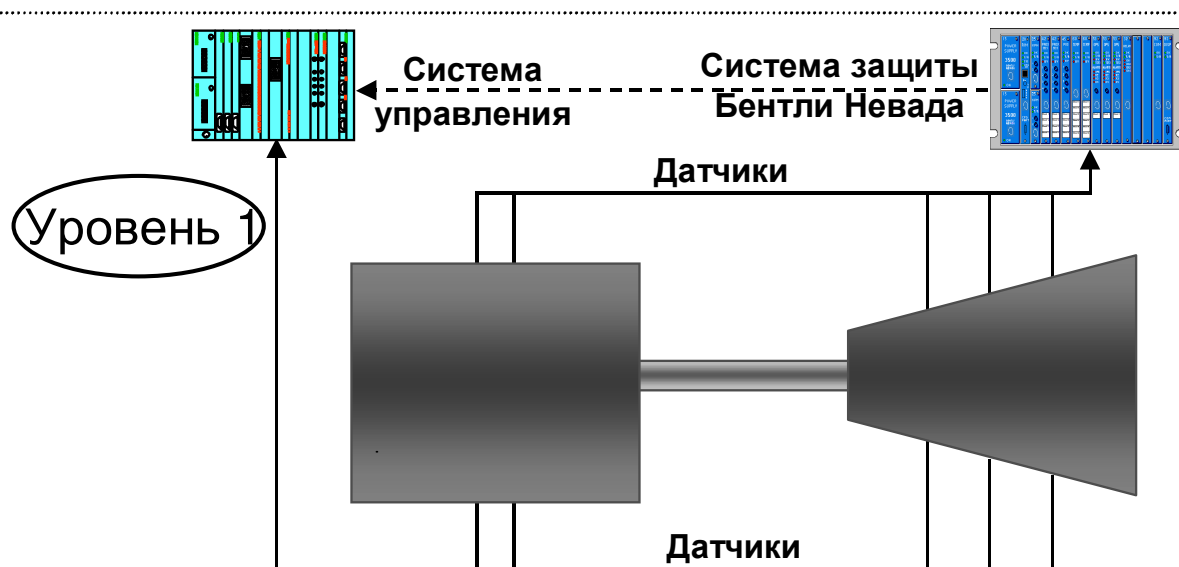 Система
управления
Система защиты
Бентли Невада
Датчики
Уровень 1
Датчики